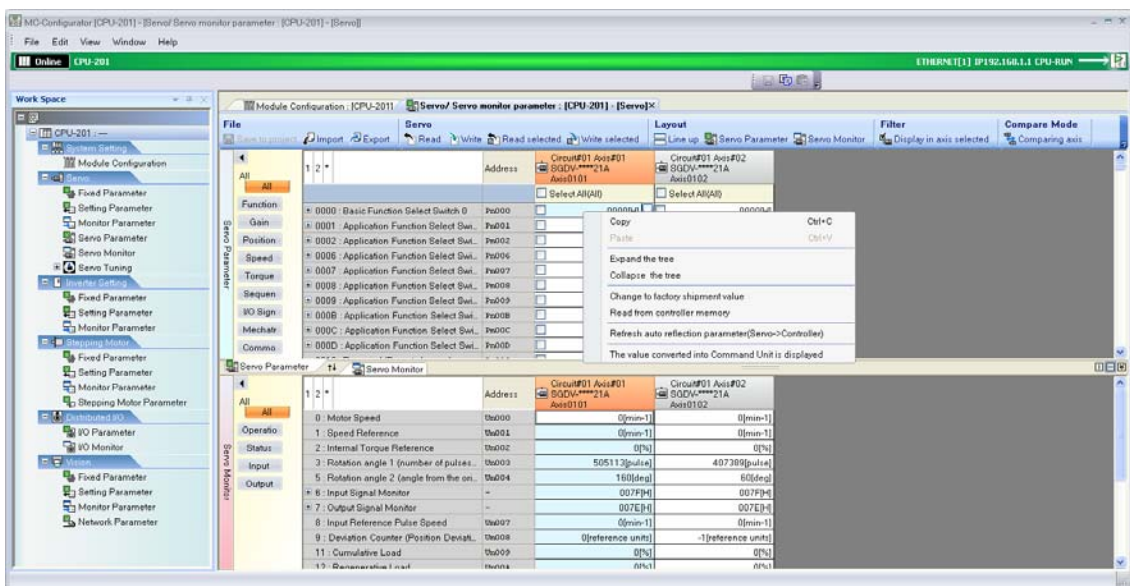 MC-Configurator [CPU-201] - [Servo/ Servo monitor parameter : [CPU-201] - [Servo]]
File Edit View Window Help
Online CPU-201 ETHERNET[1] IP192.168.1.1 CPU-RUN
Work Space
CPU-201 : ---
System Setting
Module Configuration
Servo
Fixed Parameter
Setting Parameter
Monitor Parameter
Servo Parameter
Servo Monitor
Servo Tuning
Inverter Setting
Fixed Parameter
Setting Parameter
Monitor Parameter
Stepping Motor
Fixed Parameter
Setting Parameter
Monitor Parameter
Stepping Motor Parameter
Distributed I/O
I/O Parameter
I/O Monitor
Vision
Fixed Parameter
Setting Parameter
Monitor Parameter
Network Parameter
Module Configuration : [CPU-201] Servo/ Servo monitor parameter : [CPU-201] - [Servo]×
File Servo Layout Filter Compare Mode
Save to project Import Export Read Write Read selected Write selected Line up Servo Parameter Servo Monitor Display in axis selected Comparing axis
Servo Parameter
All
All
Function
Gain
Position
Speed
Torque
Sequen
I/O Sign
Mechatr
Commo
1 2 * Address Circuit#01 Axis#01 Circuit#01 Axis#02
SGDV-****21A SGDV-****21A
Axis0101 Axis0102
Select All(All) Select All(All)
0000 : Basic Function Select Switch 0 Pn000 0000[H] 0000[H]
0001 : Application Function Select Swi.. Pn001
0002 : Application Function Select Swi.. Pn002
0006 : Application Function Select Swi.. Pn006
0007 : Application Function Select Swi.. Pn007
0008 : Application Function Select Swi.. Pn008
0009 : Application Function Select Swi.. Pn009
000B : Application Function Select Swi.. Pn00B
000C : Application Function Select Swi.. Pn00C
000D : Application Function Select Swi.. Pn00D
Copy Ctrl+C
Paste Ctrl+V
Expand the tree
Collapse the tree
Change to factory shipment value
Read from controller memory
Refresh auto reflection parameter(Servo->Controller)
The value converted into Command Unit is displayed
Servo Parameter Servo Monitor
Servo Monitor
All
All
Operatio
Status
Input
Output
1 2 * Address Circuit#01 Axis#01 Circuit#01 Axis#02
SGDV-****21A SGDV-****21A
Axis0101 Axis0102
0 : Motor Speed Un000 0[min-1] 0[min-1]
1 : Speed Reference Un001 0[min-1] 0[min-1]
2 : Internal Torque Reference Un002 0[%] 0[%]
3 : Rotation angle 1 (number of pulses.. Un003 505113[pulse] 407389[pulse]
5 : Rotation angle 2 (angle from the ori.. Un004 160[deg] 60[deg]
6 : Input Signal Monitor - 007F[H] 007F[H]
7 : Output Signal Monitor - 007E[H] 007E[H]
8 : Input Reference Pulse Speed Un007 0[min-1] 0[min-1]
9 : Deviation Counter (Position Deviati.. Un008 0[reference units] -1[reference units]
11 : Cumulative Load Un009 0[%] 0[%]
12 : Regenerative Load Un00A 0[%] 0[%]